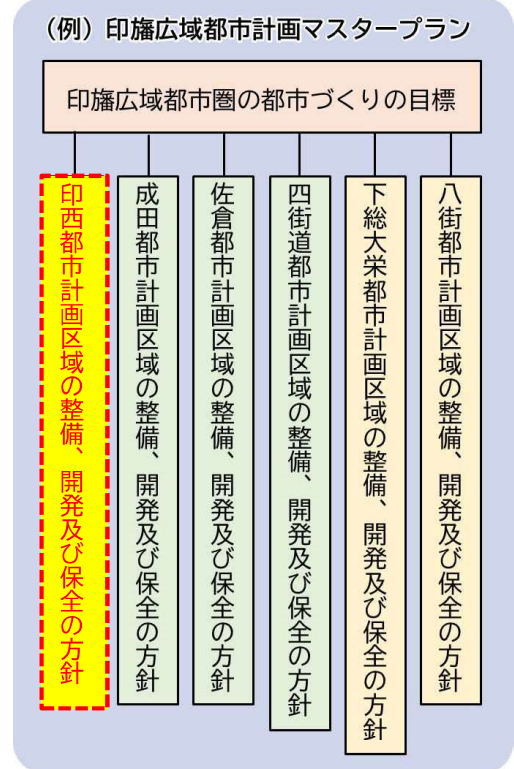 （例）印旛広域都市計画マスタープラン
印旛広域都市圏の都市づくりの目標
印西都市計画区域の整備、開発及び保全の方針
成田都市計画区域の整備、開発及び保全の方針
佐倉都市計画区域の整備、開発及び保全の方針
四街道都市計画区域の整備、開発及び保全の方針
下総大栄都市計画区域の整備、開発及び保全の方針
八街都市計画区域の整備、開発及び保全の方針